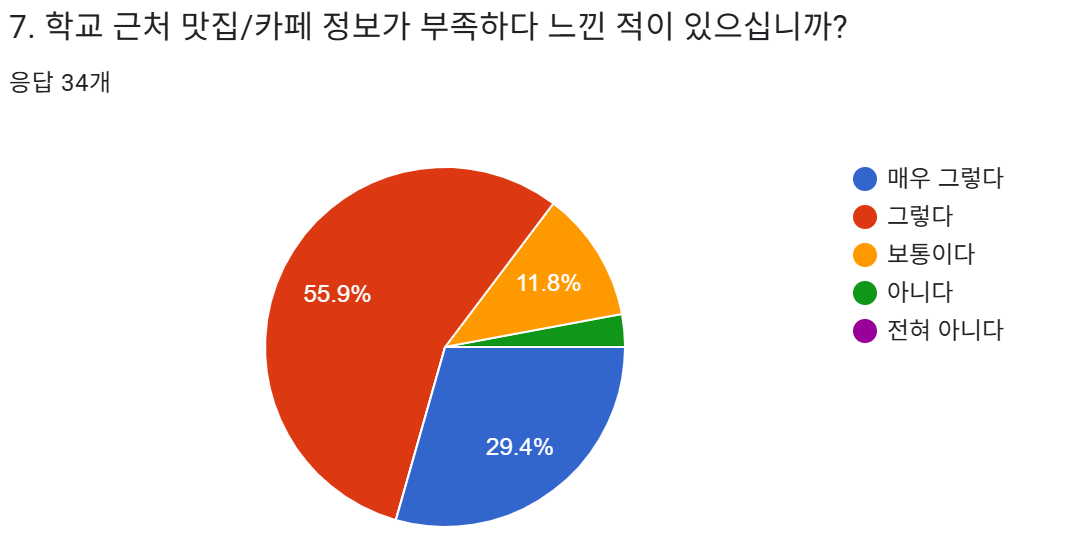 7. 학교 근처 맛집/카페 정보가 부족하다 느낀 적이 있으십니까?
응답 34개
매우 그렇다
그렇다
보통이다
아니다
전혀 아니다
55.9%
11.8%
29.4%